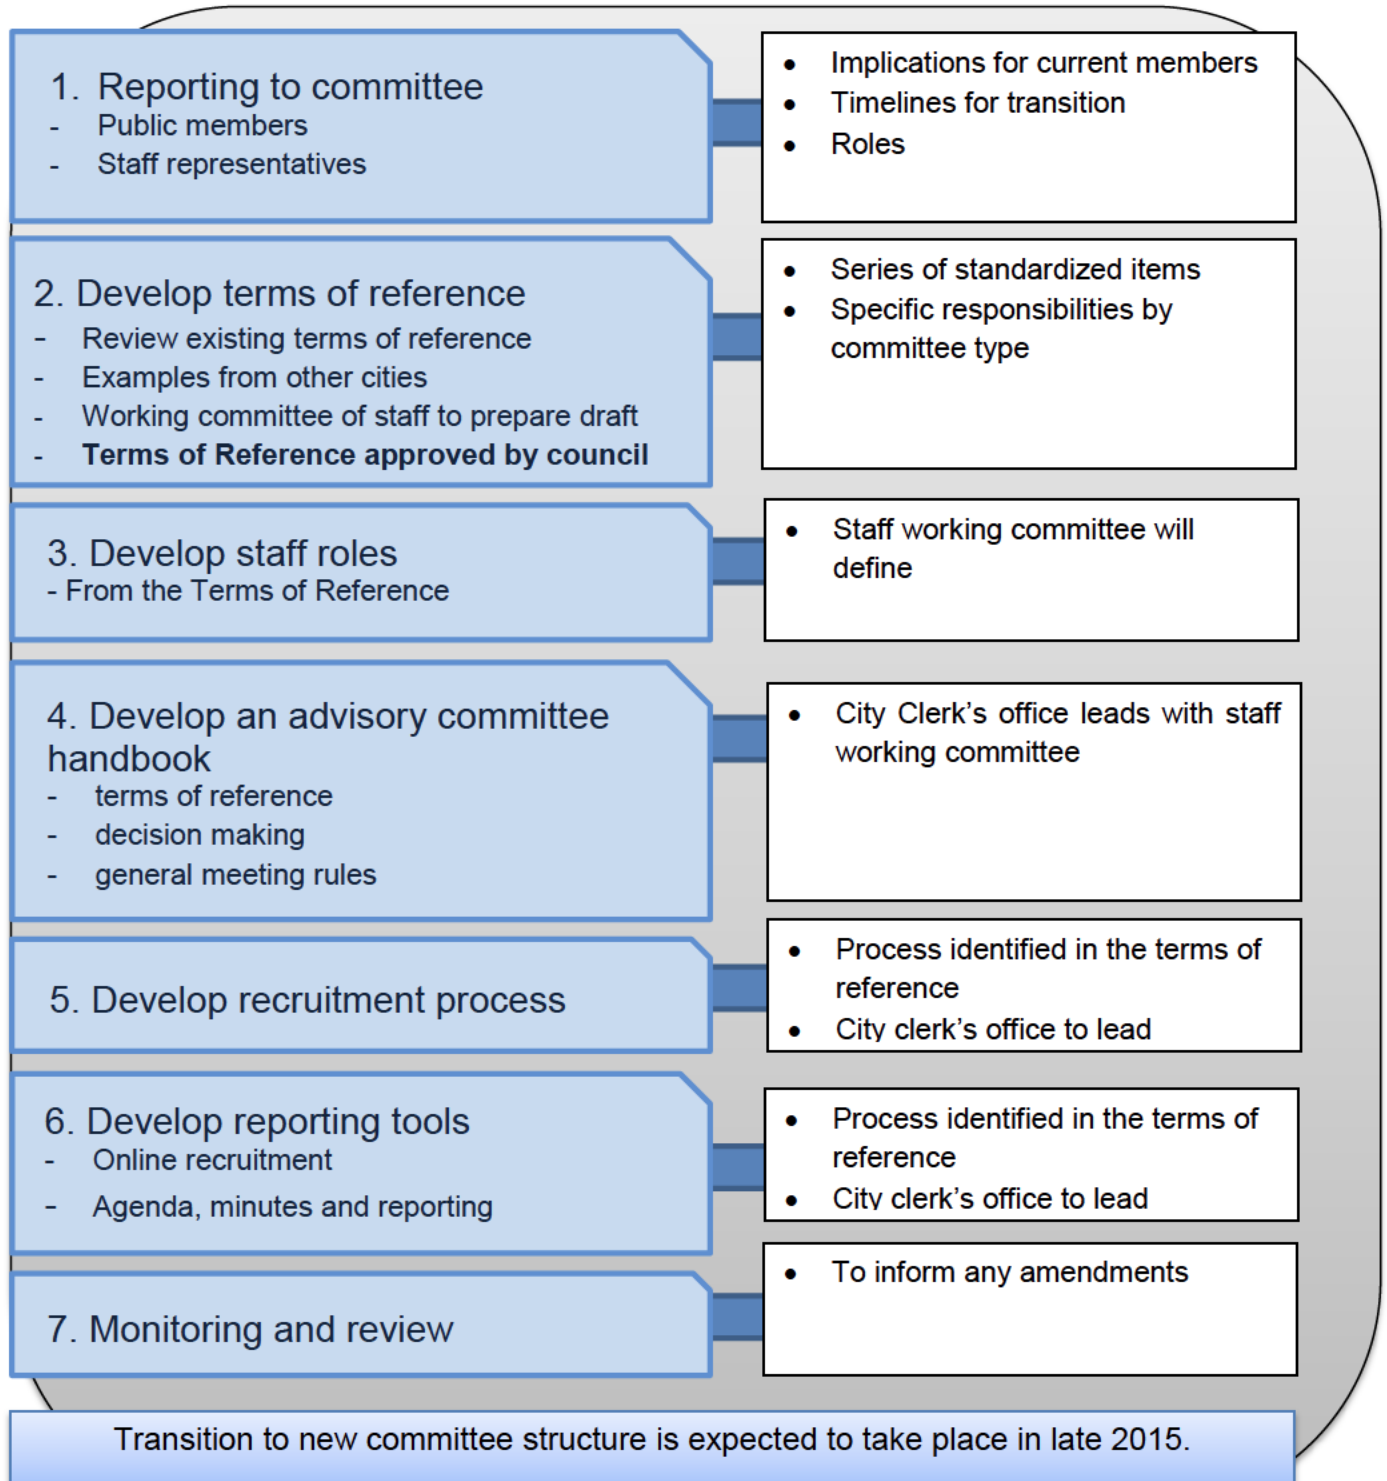 1. Reporting to committee
- Public members
- Staff representatives
• Implications for current members
• Timelines for transition
• Roles
2. Develop terms of reference
- Review existing terms of reference
- Examples from other cities
- Working committee of staff to prepare draft
- Terms of Reference approved by council
• Series of standardized items
• Specific responsibilities by
committee type
3. Develop staff roles
- From the Terms of Reference
• Staff working committee will
define
4. Develop an advisory committee
handbook
- terms of reference
- decision making
- general meeting rules
• City Clerk’s office leads with staff
working committee
5. Develop recruitment process
• Process identified in the terms of
reference
• City clerk’s office to lead
6. Develop reporting tools
- Online recruitment
- Agenda, minutes and reporting
• Process identified in the terms of
reference
• City clerk’s office to lead
7. Monitoring and review
• To inform any amendments
Transition to new committee structure is expected to take place in late 2015.